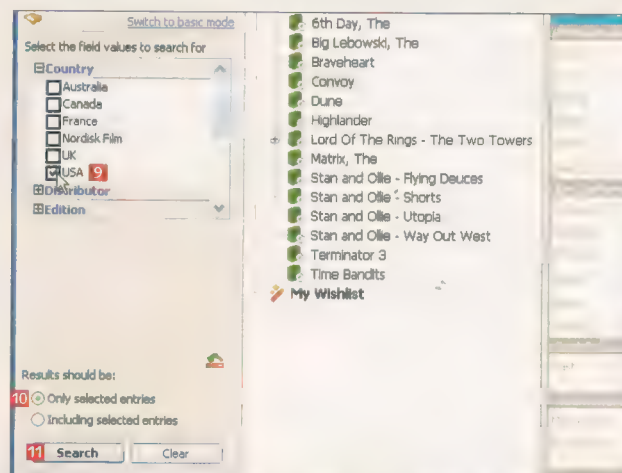 Switch to basic mode
Select the field values to search for
Country
Australia
Canada
France
Nordisk Film
UK
USA 9
Distributor
Edition
Results should be:
10 Only selected entries
Including selected entries
11 Search Clear
6th Day, The
Big Lebowski, The
Braveheart
Convoy
Dune
Highlander
Lord Of The Rings - The Two Towers
Matrix, The
Stan and Ollie - Flying Deuces
Stan and Ollie - Shorts
Stan and Ollie - Utopia
Stan and Ollie - Way Out West
Terminator 3
Time Bandits
My Wishlist